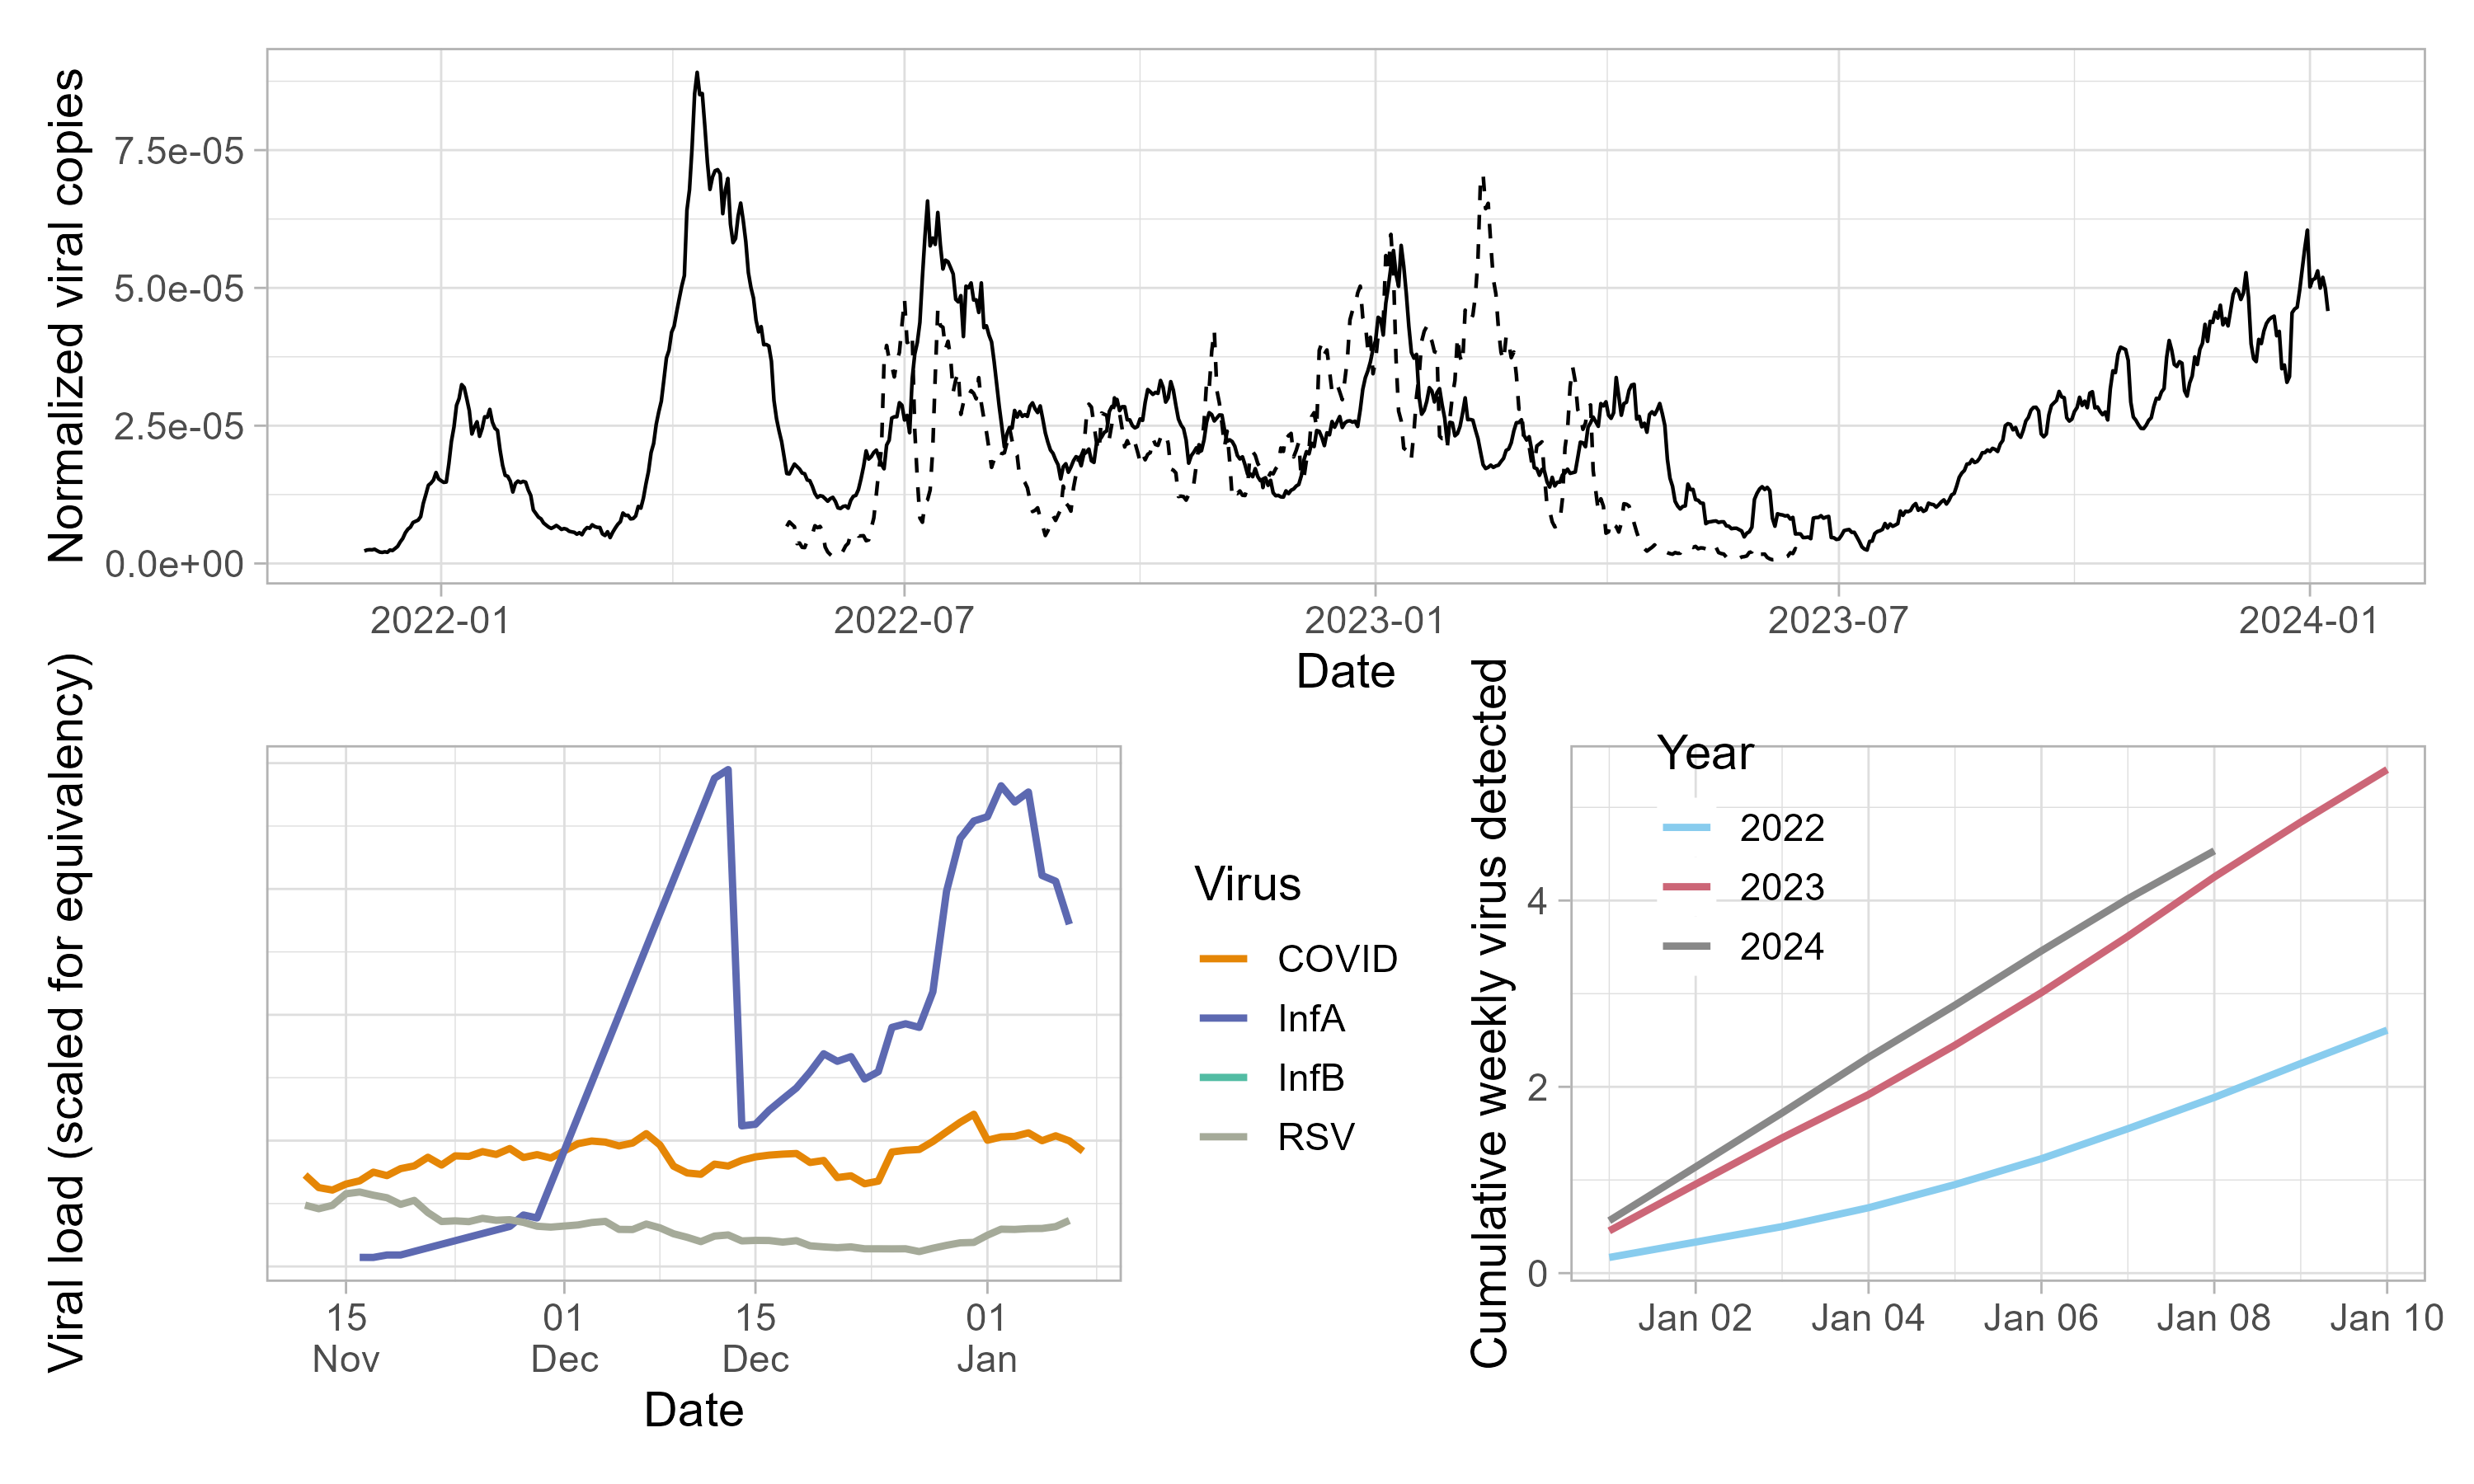 Normalized viral copies
7.5e-05
5.0e-05
2.5e-05
0.0e+00
2022-01
2022-07
2023-01
2023-07
2024-01
Date
Viral load (scaled for equivalency)
15
Nov
01
Dec
15
Dec
01
Jan
Date
Virus
COVID
InfA
InfB
RSV
Cumulative weekly virus detected
Year
2022
2023
2024
4
2
0
Jan 02
Jan 04
Jan 06
Jan 08
Jan 10